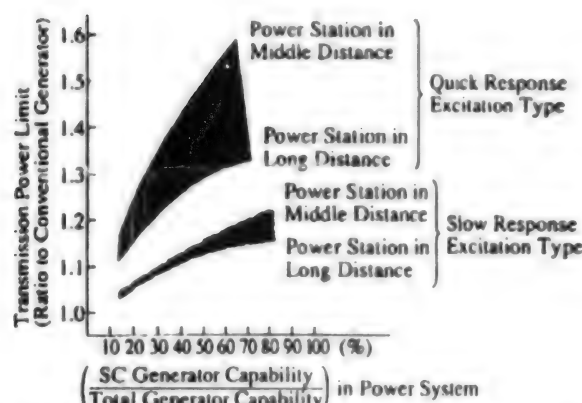 Transmission Power Limit
(Ratio to Conventional Generator)
1.6
1.5
1.4
1.3
1.2
1.1
1.0
Power Station in
Middle Distance
Power Station in
Long Distance
Quick Response
Excitation Type
Power Station in
Middle Distance
Power Station in
Long Distance
Slow Response
Excitation Type
10 20 30 40 50 60 70 80 90 100 (%)
(SC Generator Capability
Total Generator Capability) in Power System